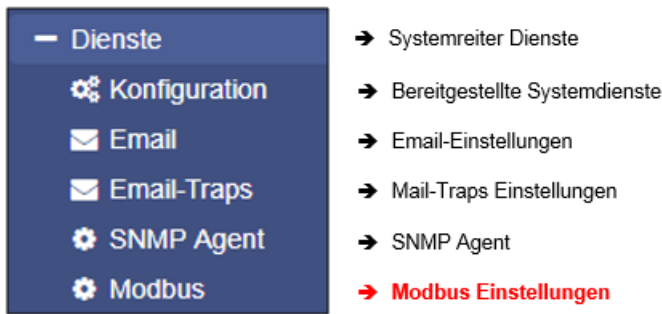 Dienste ➔ Systemreiter Dienste
Konfiguration ➔ Bereitgestellte Systemdienste
Email ➔ Email-Einstellungen
Email-Traps ➔ Mail-Traps Einstellungen
SNMP Agent ➔ SNMP Agent
Modbus ➔ Modbus Einstellungen